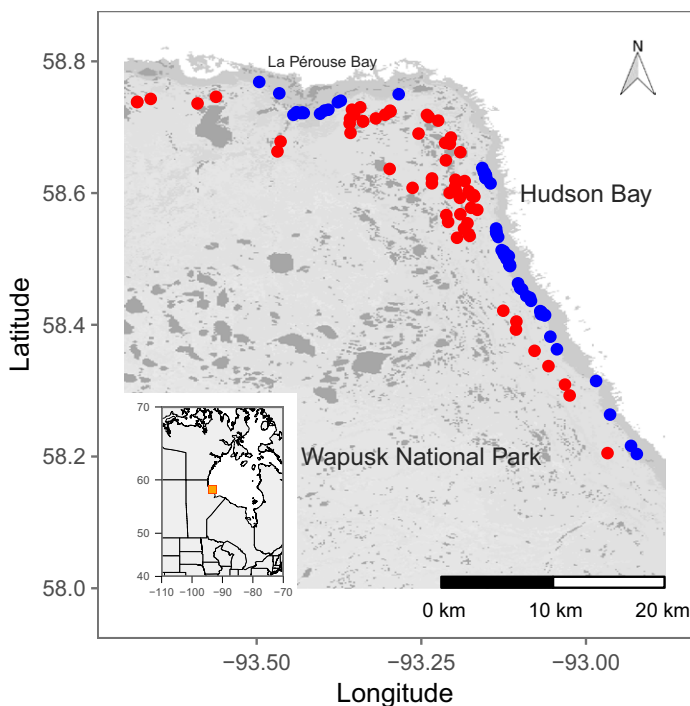 58.8
58.6
58.4
58.2
58.0
Latitude
La Pérouse Bay
N
Hudson Bay
Wapusk National Park
70
60
50
40
−110 −100 −90 −80 −70
0 km 10 km 20 km
−93.50 −93.25 −93.00
Longitude